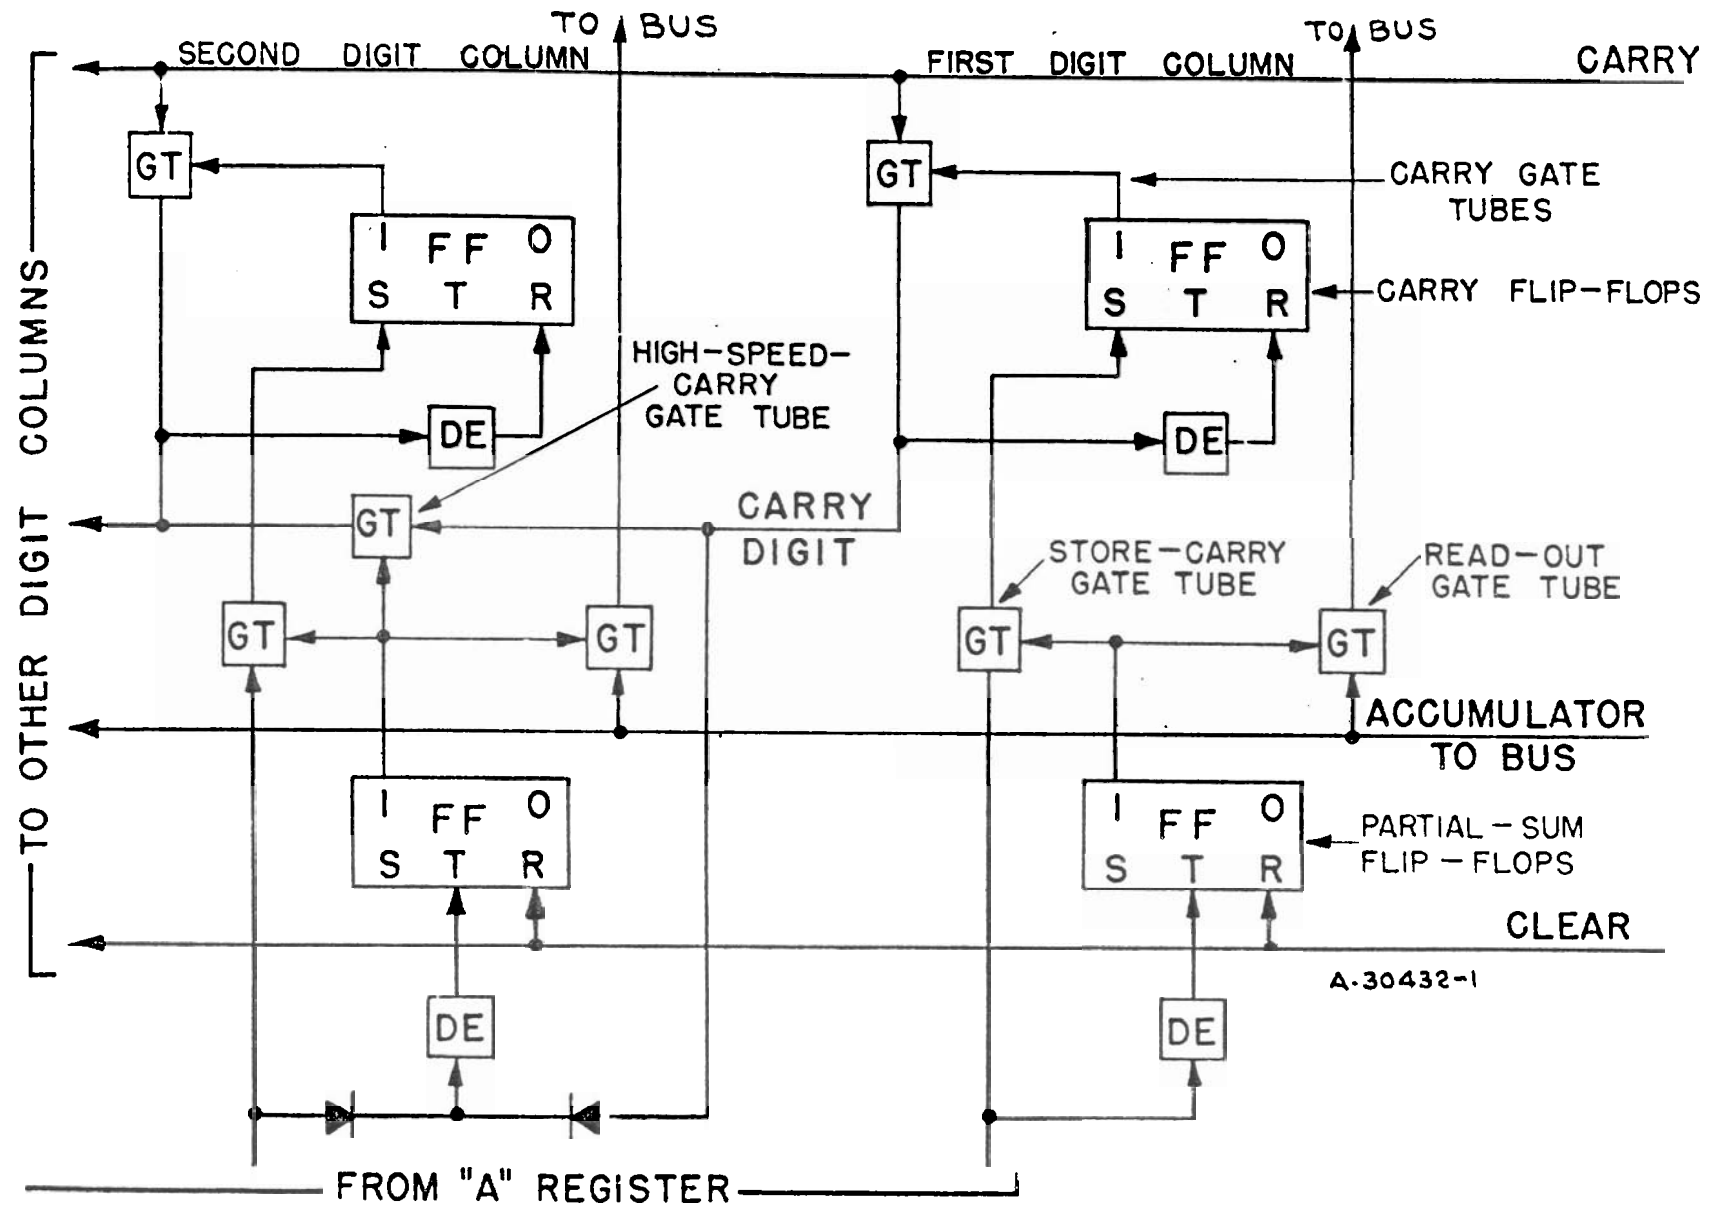 TO BUS
TO BUS
SECOND DIGIT COLUMN
FIRST DIGIT COLUMN
CARRY
GT
GT
CARRY GATE
TUBES
I FF O
S T R
I FF O
S T R
CARRY FLIP-FLOPS
HIGH-SPEED-
CARRY
GATE TUBE
DE
DE
GT
CARRY
DIGIT
STORE-CARRY
GATE TUBE
READ-OUT
GATE TUBE
GT
GT
GT
GT
ACCUMULATOR
TO BUS
TO OTHER DIGIT COLUMNS
I FF O
S T R
I FF O
S T R
PARTIAL-SUM
FLIP-FLOPS
CLEAR
A-30432-1
DE
DE
FROM "A" REGISTER